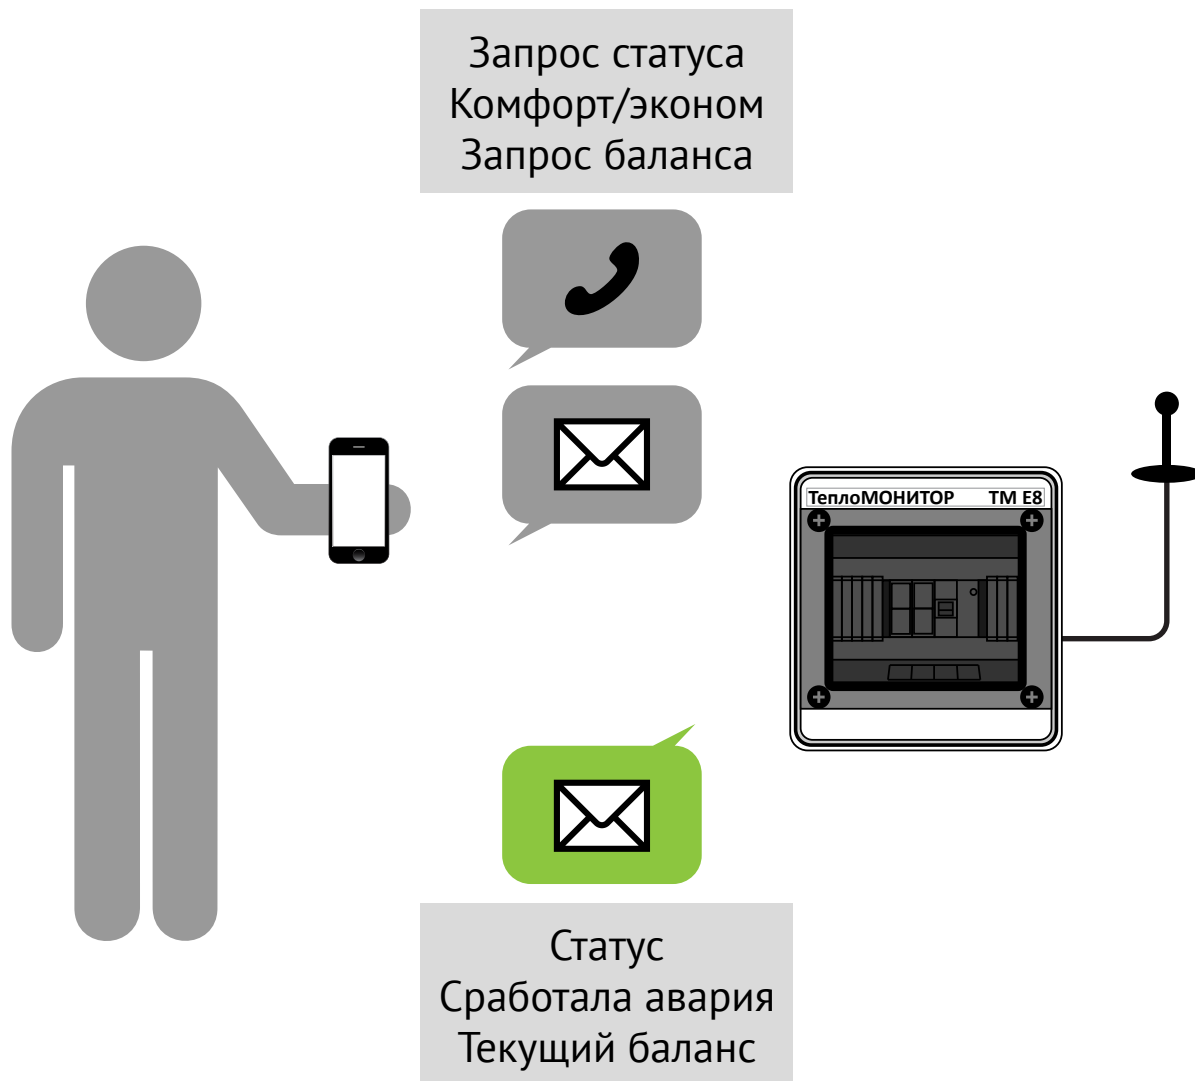 Запрос статуса
Комфорт/эконом
Запрос баланса
ТеплоМОНИТОР ТМ Е8
Статус
Сработала авария
Текущий баланс